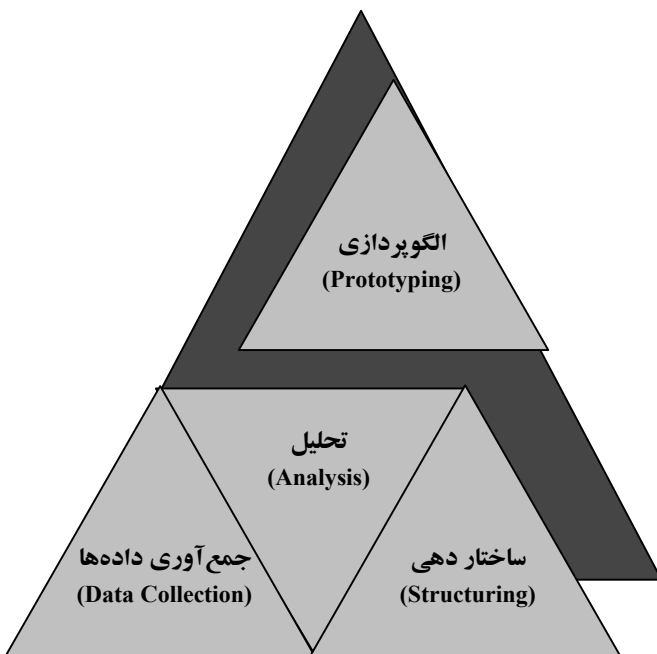 الگوپردازی
(Prototyping)
تحلیل
(Analysis)
جمع‌آوری داده‌ها
(Data Collection)
ساختار دهی
(Structuring)